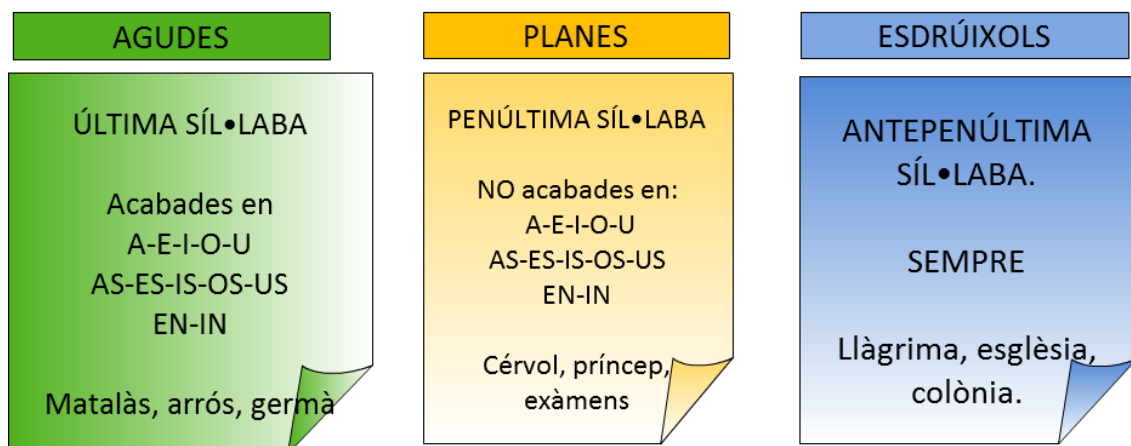 AGUDES
ÚLTIMA SÍL•LABA
Acabades en
A-E-I-O-U
AS-ES-IS-OS-US
EN-IN
Matalàs, arrós, germà
PLANES
PENÚLTIMA SÍL•LABA
NO acabades en:
A-E-I-O-U
AS-ES-IS-OS-US
EN-IN
Cérvol, príncep,
exàmens
ESDRÚIXOLS
ANTEPENÚLTIMA
SÍL•LABA.
SEMPRE
Llàgrima, esglèsia,
colònia.